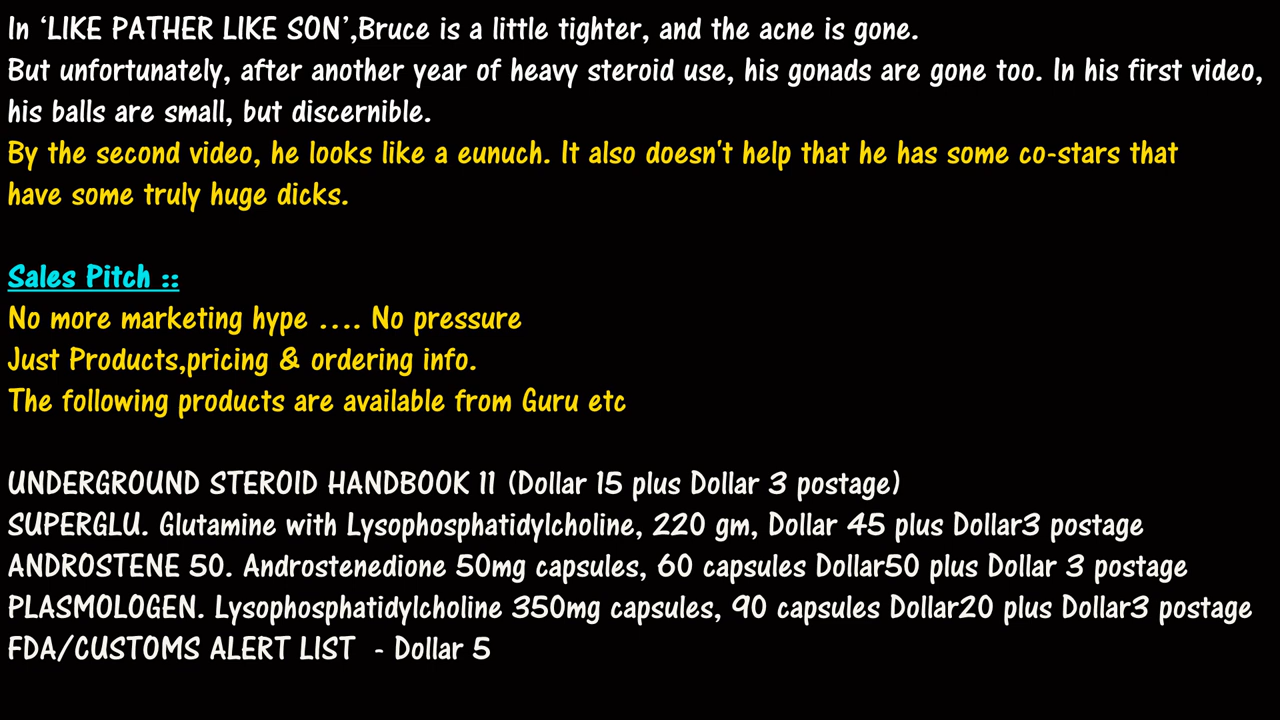 In ‘LIKE PATHER LIKE SON’,Bruce is a little tighter, and the acne is gone.
But unfortunately, after another year of heavy steroid use, his gonads are gone too. In his first video,
his balls are small, but discernible.
By the second video, he looks like a eunuch. It also doesn't help that he has some co-stars that
have some truly huge dicks.
Sales Pitch ::
No more marketing hype .... No pressure
Just Products,pricing & ordering info.
The following products are available from Guru etc
UNDERGROUND STEROID HANDBOOK 11 (Dollar 15 plus Dollar 3 postage)
SUPERGLU. Glutamine with Lysophosphatidylcholine, 220 gm, Dollar 45 plus Dollar3 postage
ANDROSTENE 50. Androstenedione 50mg capsules, 60 capsules Dollar50 plus Dollar 3 postage
PLASMOLOGEN. Lysophosphatidylcholine 350mg capsules, 90 capsules Dollar20 plus Dollar3 postage
FDA/CUSTOMS ALERT LIST - Dollar 5